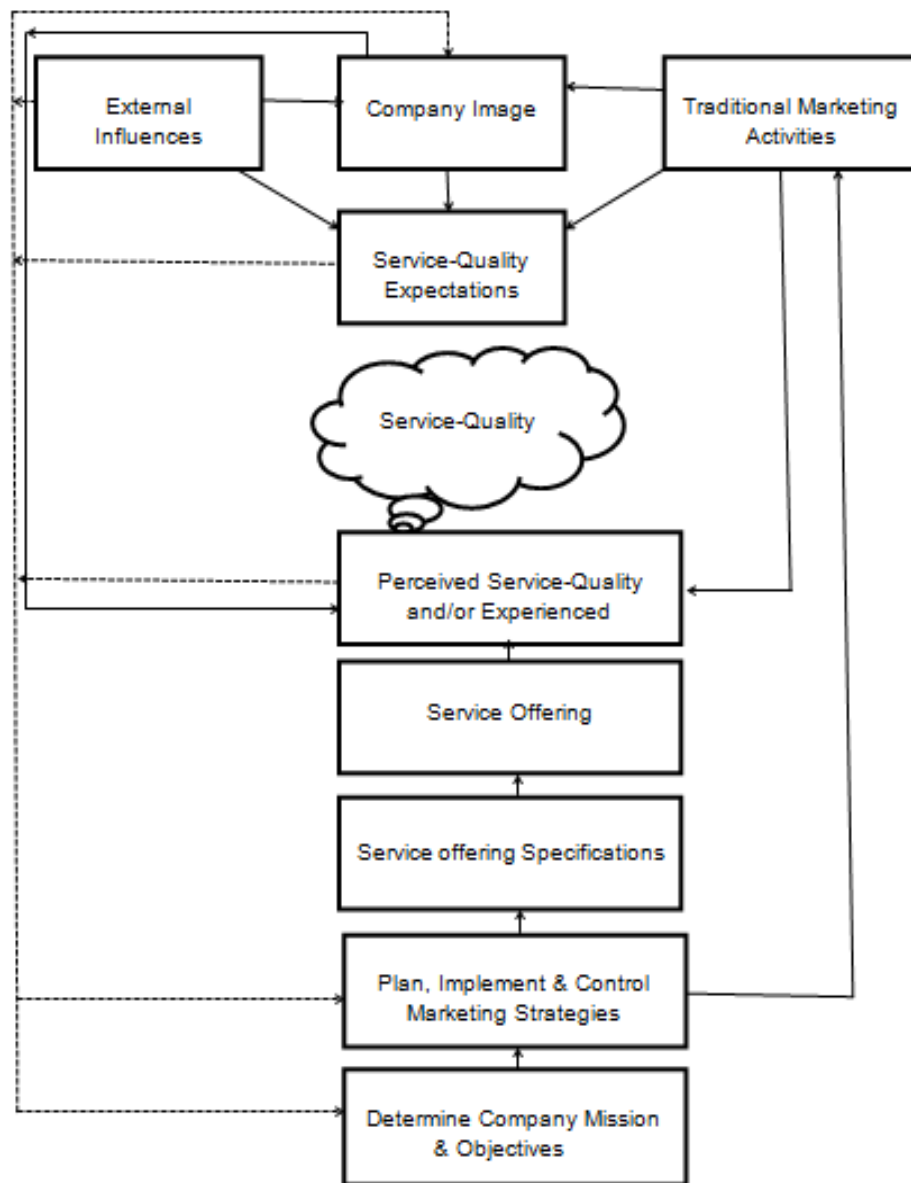 External
Influences
Company Image
Traditional Marketing
Activities
Service-Quality
Expectations
Service-Quality
Perceived Service-Quality
and/or Experienced
Service Offering
Service offering Specifications
Plan, Implement & Control
Marketing Strategies
Determine Company Mission
& Objectives